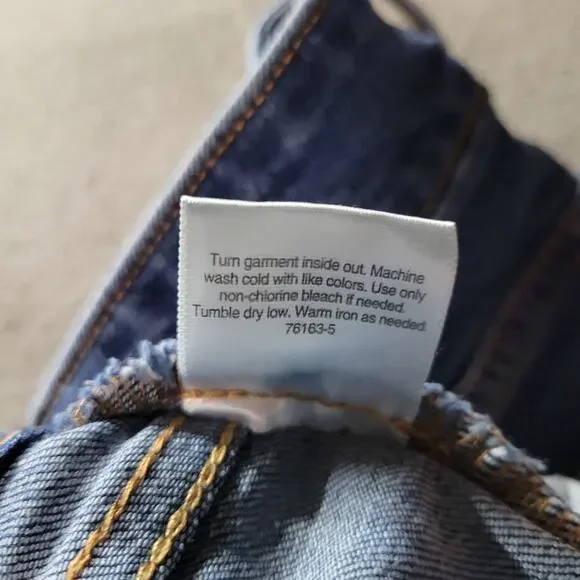 Turn garment inside out. Machine
wash cold with like colors. Use only
non-chlorine bleach if needed.
Tumble dry low. Warm iron as needed.
76163-5